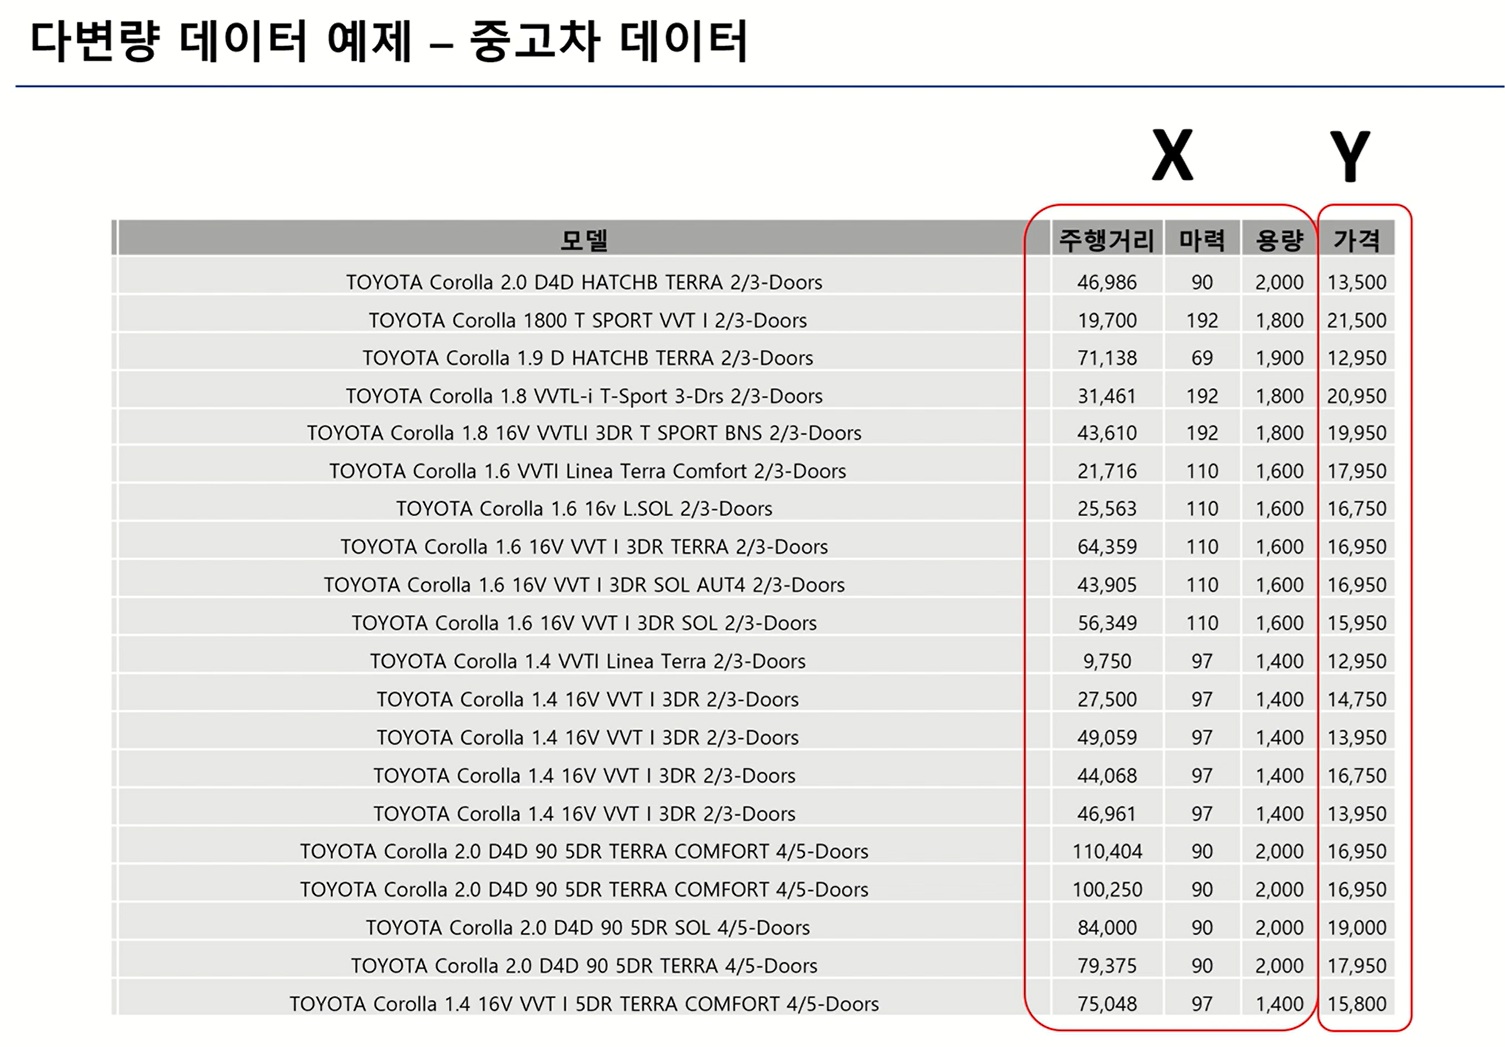 다변량 데이터 예제 – 중고차 데이터
X Y
모델 주행거리 마력 용량 가격
TOYOTA Corolla 2.0 D4D HATCHB TERRA 2/3-Doors 46,986 90 2,000 13,500
TOYOTA Corolla 1800 T SPORT VVT I 2/3-Doors 19,700 192 1,800 21,500
TOYOTA Corolla 1.9 D HATCHB TERRA 2/3-Doors 71,138 69 1,900 12,950
TOYOTA Corolla 1.8 VVTL-i T-Sport 3-Drs 2/3-Doors 31,461 192 1,800 20,950
TOYOTA Corolla 1.8 16V VVTLI 3DR T SPORT BNS 2/3-Doors 43,610 192 1,800 19,950
TOYOTA Corolla 1.6 VVTI Linea Terra Comfort 2/3-Doors 21,716 110 1,600 17,950
TOYOTA Corolla 1.6 16v L.SOL 2/3-Doors 25,563 110 1,600 16,750
TOYOTA Corolla 1.6 16V VVT I 3DR TERRA 2/3-Doors 64,359 110 1,600 16,950
TOYOTA Corolla 1.6 16V VVT I 3DR SOL AUT4 2/3-Doors 43,905 110 1,600 16,950
TOYOTA Corolla 1.6 16V VVT I 3DR SOL 2/3-Doors 56,349 110 1,600 15,950
TOYOTA Corolla 1.4 VVTI Linea Terra 2/3-Doors 9,750 97 1,400 12,950
TOYOTA Corolla 1.4 16V VVT I 3DR 2/3-Doors 27,500 97 1,400 14,750
TOYOTA Corolla 1.4 16V VVT I 3DR 2/3-Doors 49,059 97 1,400 13,950
TOYOTA Corolla 1.4 16V VVT I 3DR 2/3-Doors 44,068 97 1,400 16,750
TOYOTA Corolla 1.4 16V VVT I 3DR 2/3-Doors 46,961 97 1,400 13,950
TOYOTA Corolla 2.0 D4D 90 5DR TERRA COMFORT 4/5-Doors 110,404 90 2,000 16,950
TOYOTA Corolla 2.0 D4D 90 5DR TERRA COMFORT 4/5-Doors 100,250 90 2,000 16,950
TOYOTA Corolla 2.0 D4D 90 5DR SOL 4/5-Doors 84,000 90 2,000 19,000
TOYOTA Corolla 2.0 D4D 90 5DR TERRA 4/5-Doors 79,375 90 2,000 17,950
TOYOTA Corolla 1.4 16V VVT I 5DR TERRA COMFORT 4/5-Doors 75,048 97 1,400 15,800